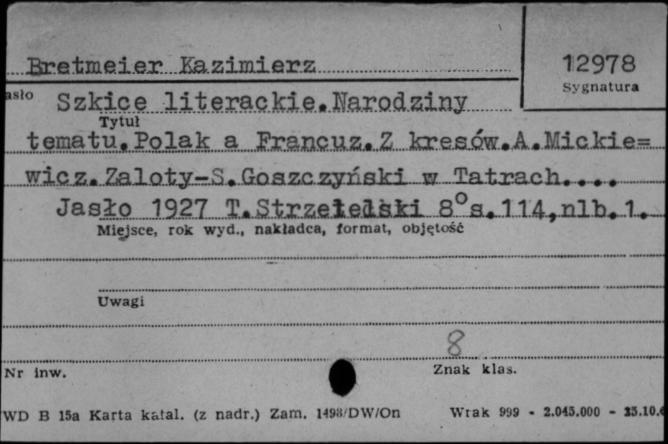 Bretmeier Kazimierz
12978
Sygnatura
asło
Szkice literackie.Narodziny
Tytuł
tematu.Polak a Francuz.Z kresów.A.Mickie=
wicz.Zaloty-S.Goszczyński w Tatrach....
Jasło 1927 T.Strzetelski 8°s.114,nlb.1.
Miejsce, rok wyd., nakładca, format, objętość
Uwagi
8
Nr inw.
Znak klas.
WD B 15a Karta katal. (z nadr.) Zam. 1498/DW/On
Wrak 999 - 2.045.000 - 25.10.6